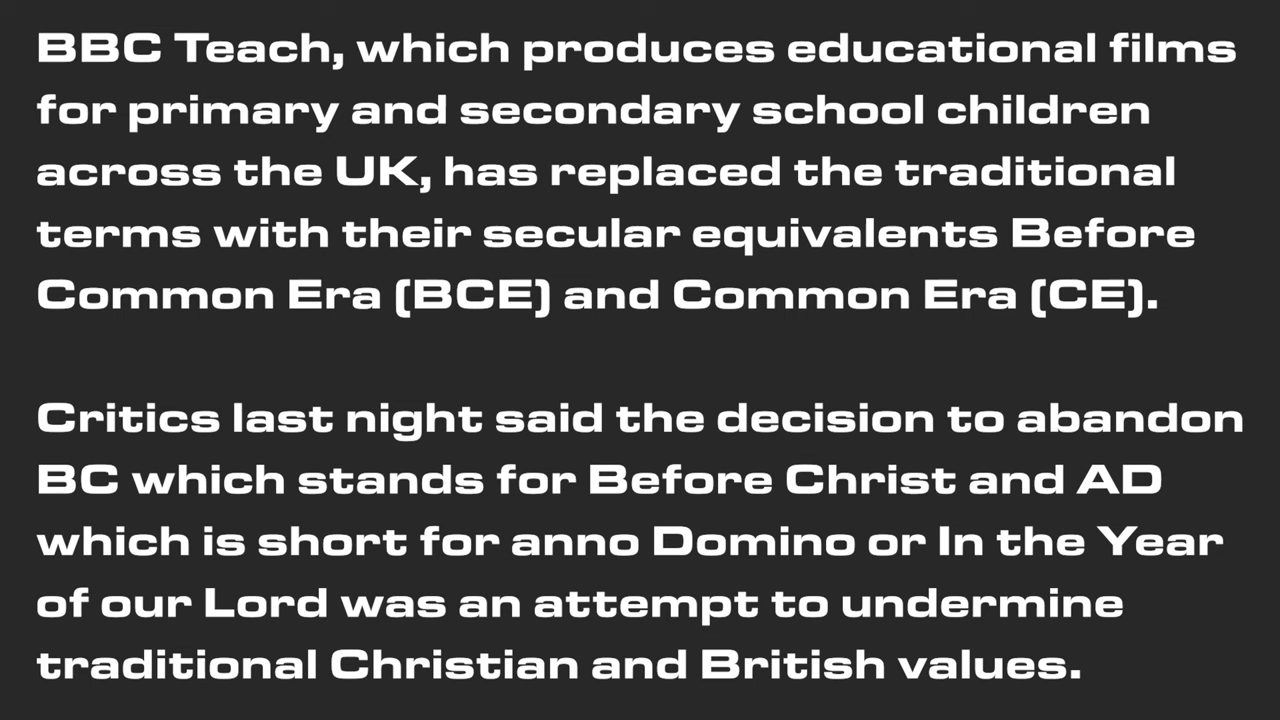 BBC Teach, which produces educational films
for primary and secondary school children
across the UK, has replaced the traditional
terms with their secular equivalents Before
Common Era (BCE) and Common Era (CE).
Critics last night said the decision to abandon
BC which stands for Before Christ and AD
which is short for anno Domino or In the Year
of our Lord was an attempt to undermine
traditional Christian and British values.